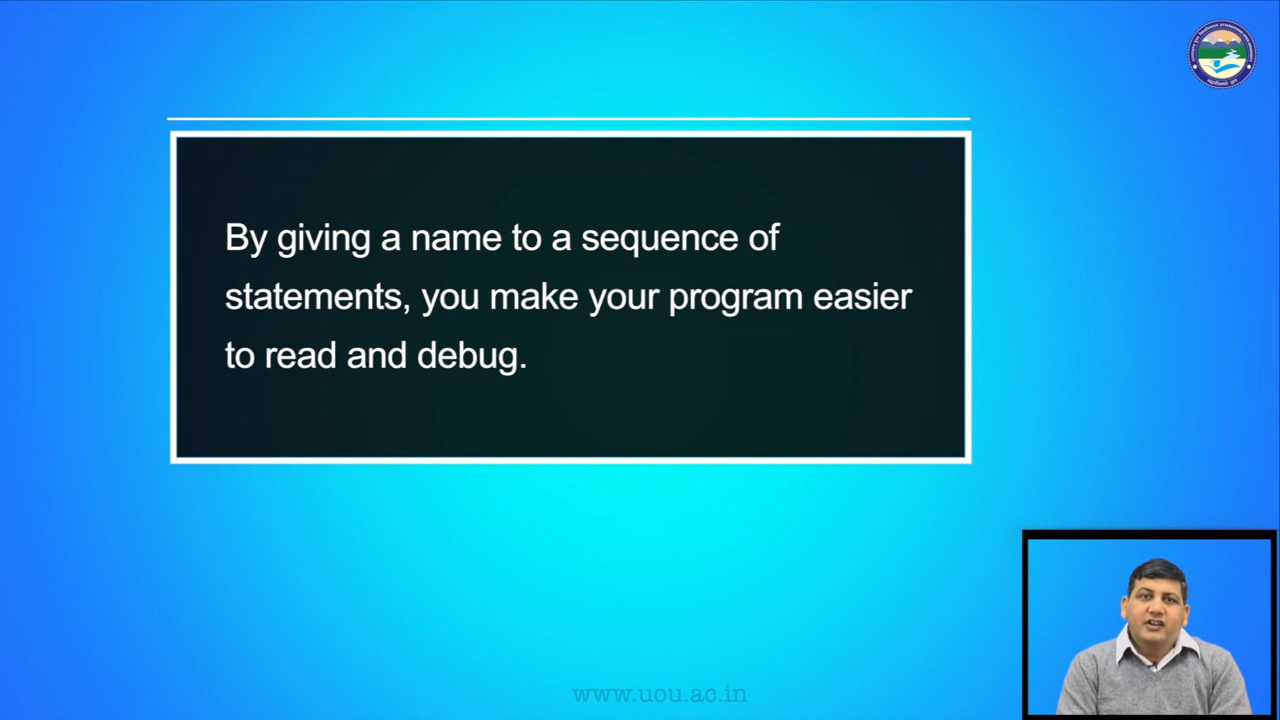 By giving a name to a sequence of
statements, you make your program easier
to read and debug.
www.uou.ac.in